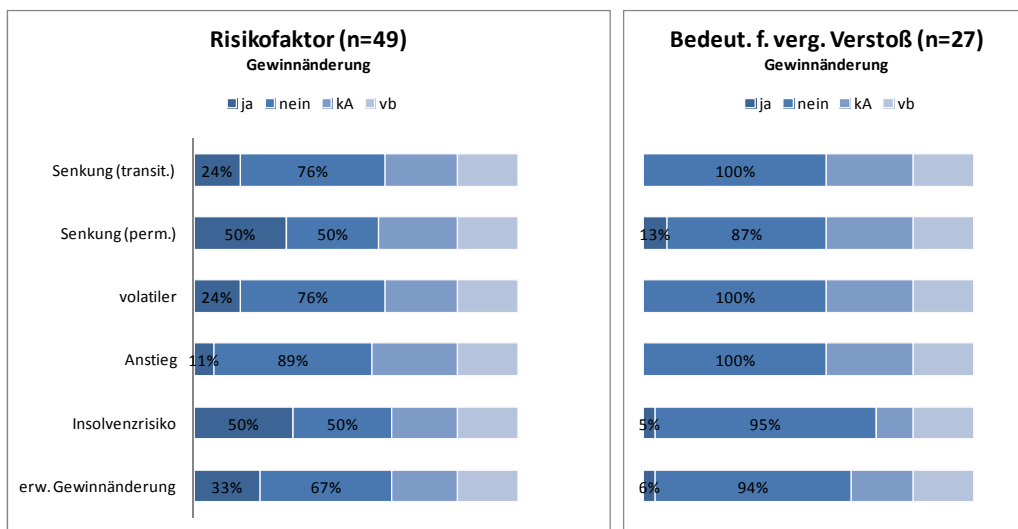 Risikofaktor (n=49)
Gewinnänderung
ja nein kA vb
Senkung (transit.) 24% 76%
Senkung (perm.) 50% 50%
volatiler 24% 76%
Anstieg 11% 89%
Insolvenzrisiko 50% 50%
erw. Gewinnänderung 33% 67%
Bedeut. f. verg. Verstoß (n=27)
Gewinnänderung
ja nein kA vb
100%
13% 87%
100%
100%
5% 95%
6% 94%